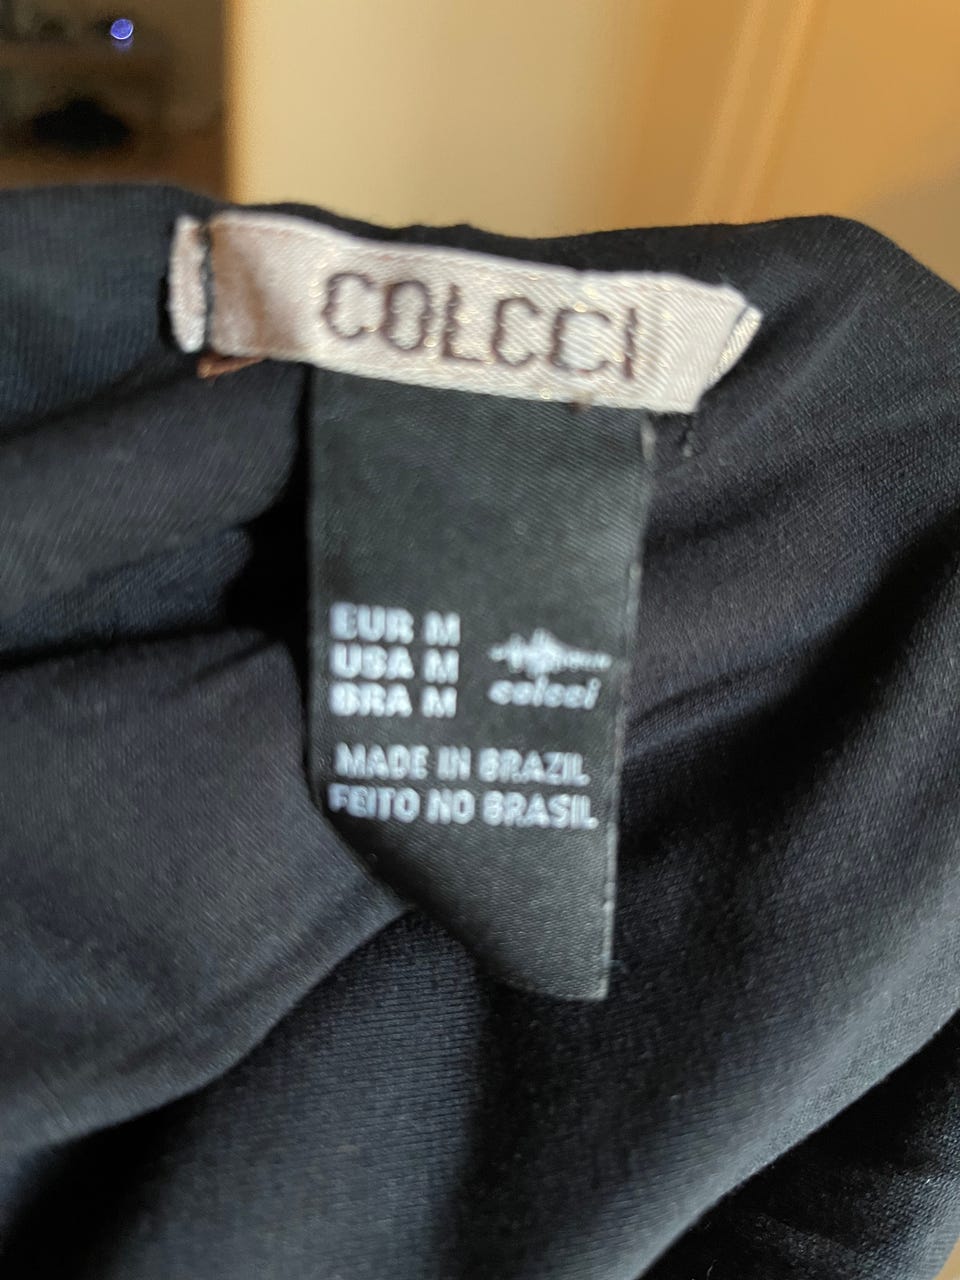 COLCCI
EUR M
USA M
BRA M
colcci
MADE IN BRAZIL
FEITO NO BRASIL